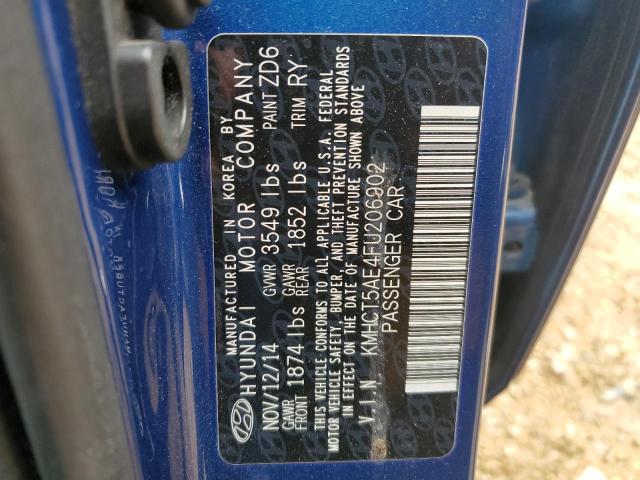 MANUFACTURED IN KOREA BY
HYUNDAI MOTOR COMPANY
NOV/12/14 GVWR 3549 lbs PAINT ZD6
GAWR FRONT 1874 lbs GAWR REAR 1852 lbs TRIM RY
THIS VEHICLE CONFORMS TO ALL APPLICABLE U.S.A. FEDERAL
MOTOR VEHICLE SAFETY, BUMPER, AND THEFT PREVENTION STANDARDS
IN EFFECT ON THE DATE OF MANUFACTURE SHOWN ABOVE
V.I.N KMHCT5AE4FU206902
PASSENGER CAR